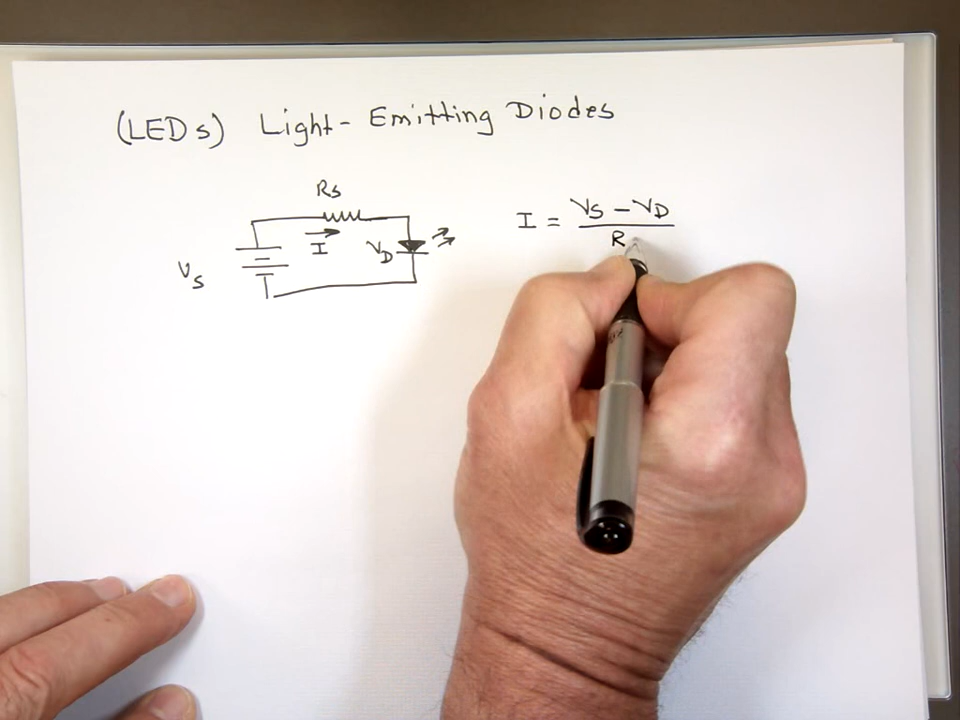 (LEDs) Light-Emitting Diodes
Rs
I
VD
Vs
I = VS - VD
R